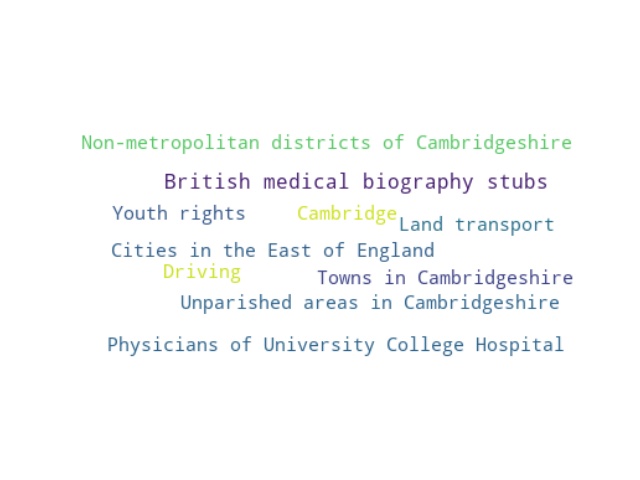 Non-metropolitan districts of Cambridgeshire
British medical biography stubs
Youth rights
Cambridge
Land transport
Cities in the East of England
Driving
Towns in Cambridgeshire
Unparished areas in Cambridgeshire
Physicians of University College Hospital